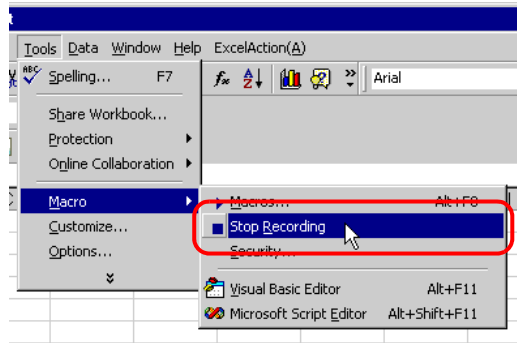 Tools Data Window Help ExcelAction(A)
ABC Spelling... F7
Arial
Share Workbook...
Protection
Online Collaboration
Macro
Macros... Alt+F8
Customize...
Stop Recording
Options...
Security...
Visual Basic Editor Alt+F11
Microsoft Script Editor Alt+Shift+F11